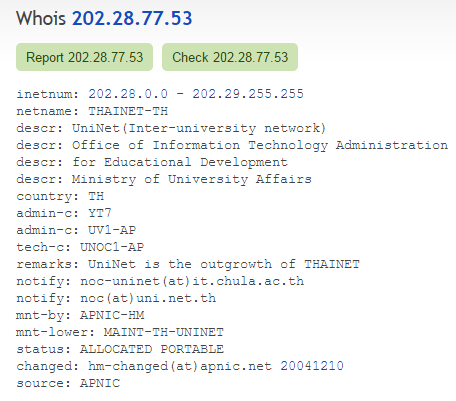 Whois 202.28.77.53
Report 202.28.77.53 Check 202.28.77.53
inetnum: 202.28.0.0 - 202.29.255.255
netname: THAINET-TH
descr: UniNet(Inter-university network)
descr: Office of Information Technology Administration
descr: for Educational Development
descr: Ministry of University Affairs
country: TH
admin-c: YT7
admin-c: UV1-AP
tech-c: UNOC1-AP
remarks: UniNet is the outgrowth of THAINET
notify: noc-uninet(at)it.chula.ac.th
notify: noc(at)uni.net.th
mnt-by: APNIC-HM
mnt-lower: MAINT-TH-UNINET
status: ALLOCATED PORTABLE
changed: hm-changed(at)apnic.net 20041210
source: APNIC